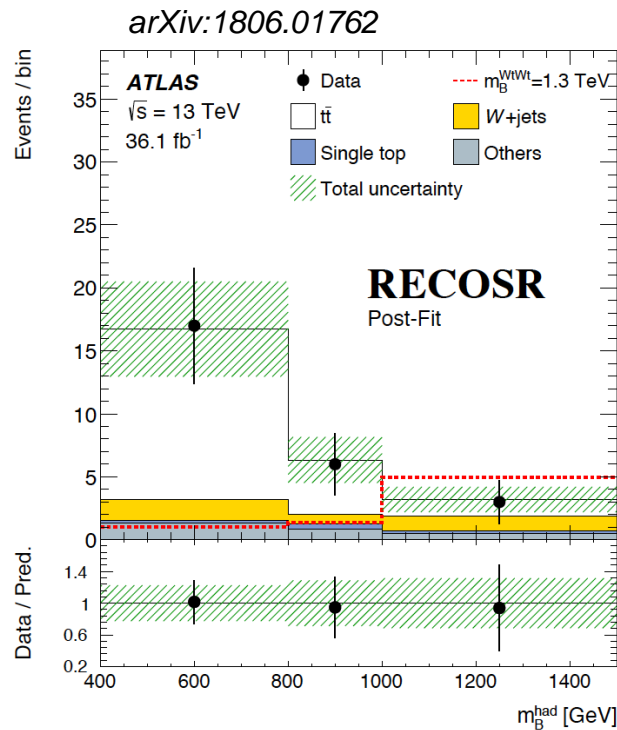 arXiv:1806.01762
Events / bin
35
30
25
20
15
10
5
0
ATLAS
√s = 13 TeV
36.1 fb⁻¹
Data
m_B^{WtWt}=1.3 TeV
tt̄
W+jets
Single top
Others
Total uncertainty
RECOSR
Post-Fit
Data / Pred.
1.4
1
0.6
0.2
400 600 800 1000 1200 1400
m_B^{had} [GeV]